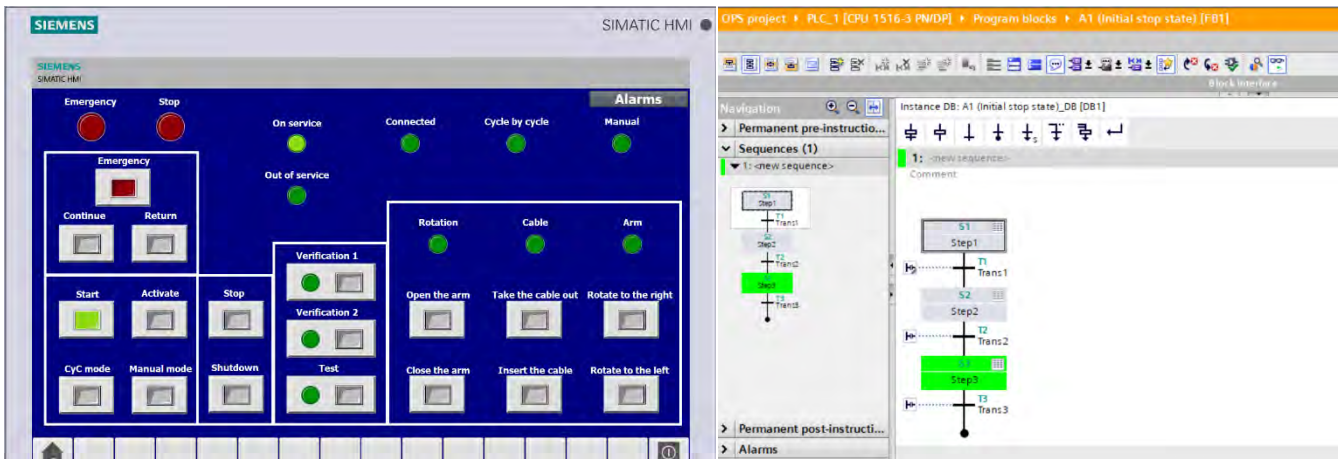 SIEMENS
SIMATIC HMI
SIEMENS
SIMATIC HMI
Alarms
Emergency Stop
On service Connected Cycle by cycle Manual
Emergency
Out of service
Continue Return
Rotation Cable Arm
Verification 1
Start Activate Stop
Open the arm Take the cable out Rotate to the right
Verification 2
CyC mode Manual mode Shutdown Test
Close the arm Insert the cable Rotate to the left
OPS project PLC_1 [CPU 1516-3 PN/DP] Program blocks A1 (Initial stop state) [FB1]
Block interface
Navigation
Permanent pre-instructio...
Sequences (1)
1: <new sequence>
S1
Step1
T1
Trans1
S2
Step2
T2
Trans2
Step3
T3
Trans3
Permanent post-instructi...
Alarms
Instance DB: A1 (Initial stop state)_DB [DB1]
1: <new sequence>
Comment
S1
Step1
T1
Trans1
S2
Step2
T2
Trans2
S3
Step3
T3
Trans3